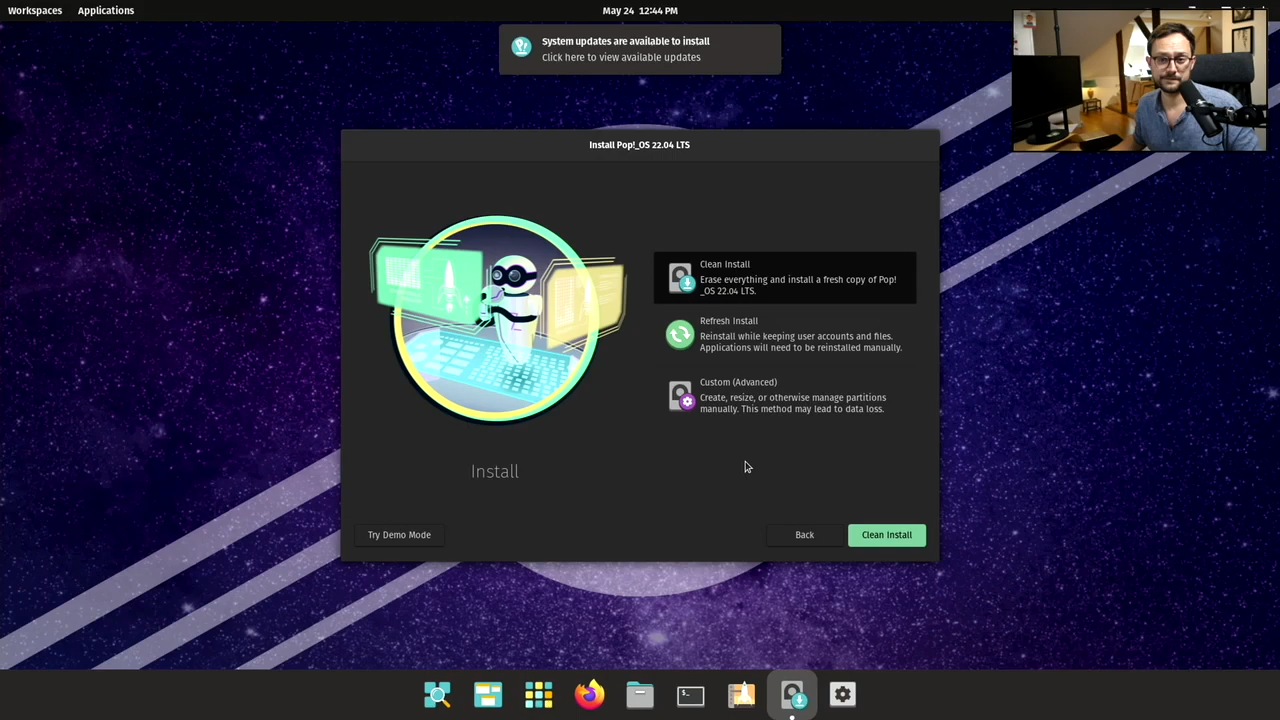 Workspaces Applications May 24 12:44 PM
System updates are available to install
Click here to view available updates
Install Pop!_OS 22.04 LTS
Clean Install
Erase everything and install a fresh copy of Pop!
_OS 22.04 LTS.
Refresh Install
Reinstall while keeping user accounts and files.
Applications will need to be reinstalled manually.
Custom (Advanced)
Create, resize, or otherwise manage partitions
manually. This method may lead to data loss.
Install
Try Demo Mode
Back
Clean Install